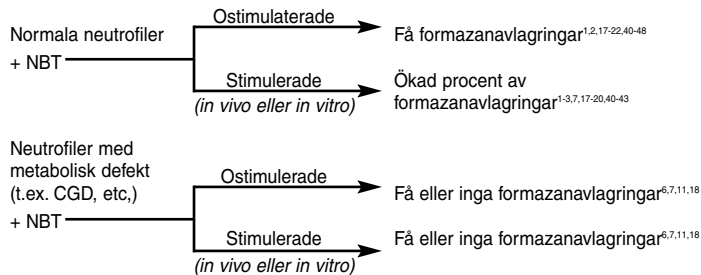 Ostimulaterade
Normala neutrofiler
+ NBT
Få formazanavlagringar1,2,17-22,40-48
Stimulerade
(in vivo eller in vitro)
Ökad procent av
formazanavlagringar1-3,7,17-20,40-43
Neutrofiler med
metabolisk defekt
(t.ex. CGD, etc,)
+ NBT
Ostimulerade
Få eller inga formazanavlagringar6,7,11,18
Stimulerade
(in vivo eller in vitro)
Få eller inga formazanavlagringar6,7,11,18